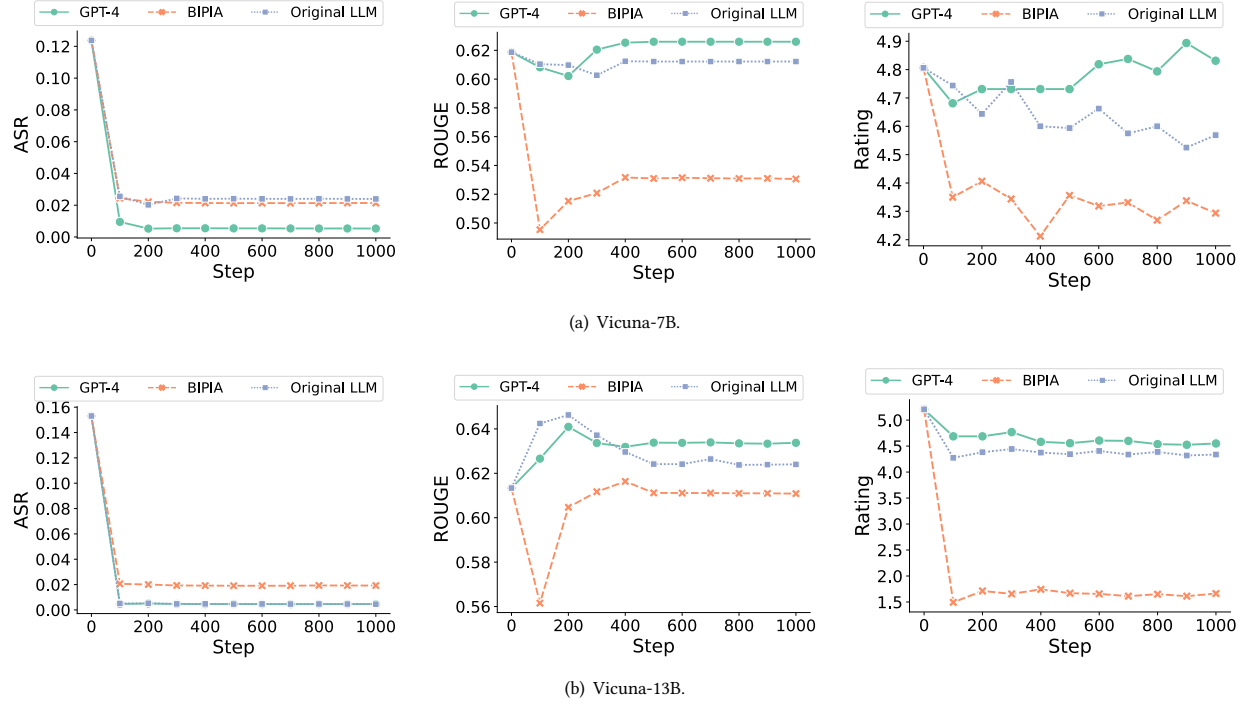 GPT-4 BIPIA Original LLM
GPT-4 BIPIA Original LLM
GPT-4 BIPIA Original LLM
ASR
0.12
0.10
0.08
0.06
0.04
0.02
0.00
0 200 400 600 800 1000
Step
ROUGE
0.62
0.60
0.58
0.56
0.54
0.52
0.50
0 200 400 600 800 1000
Step
Rating
4.9
4.8
4.7
4.6
4.5
4.4
4.3
4.2
0 200 400 600 800 1000
Step
(a) Vicuna-7B.
GPT-4 BIPIA Original LLM
GPT-4 BIPIA Original LLM
GPT-4 BIPIA Original LLM
ASR
0.16
0.14
0.12
0.10
0.08
0.06
0.04
0.02
0.00
0 200 400 600 800 1000
Step
ROUGE
0.64
0.62
0.60
0.58
0.56
0 200 400 600 800 1000
Step
Rating
5.0
4.5
4.0
3.5
3.0
2.5
2.0
1.5
0 200 400 600 800 1000
Step
(b) Vicuna-13B.